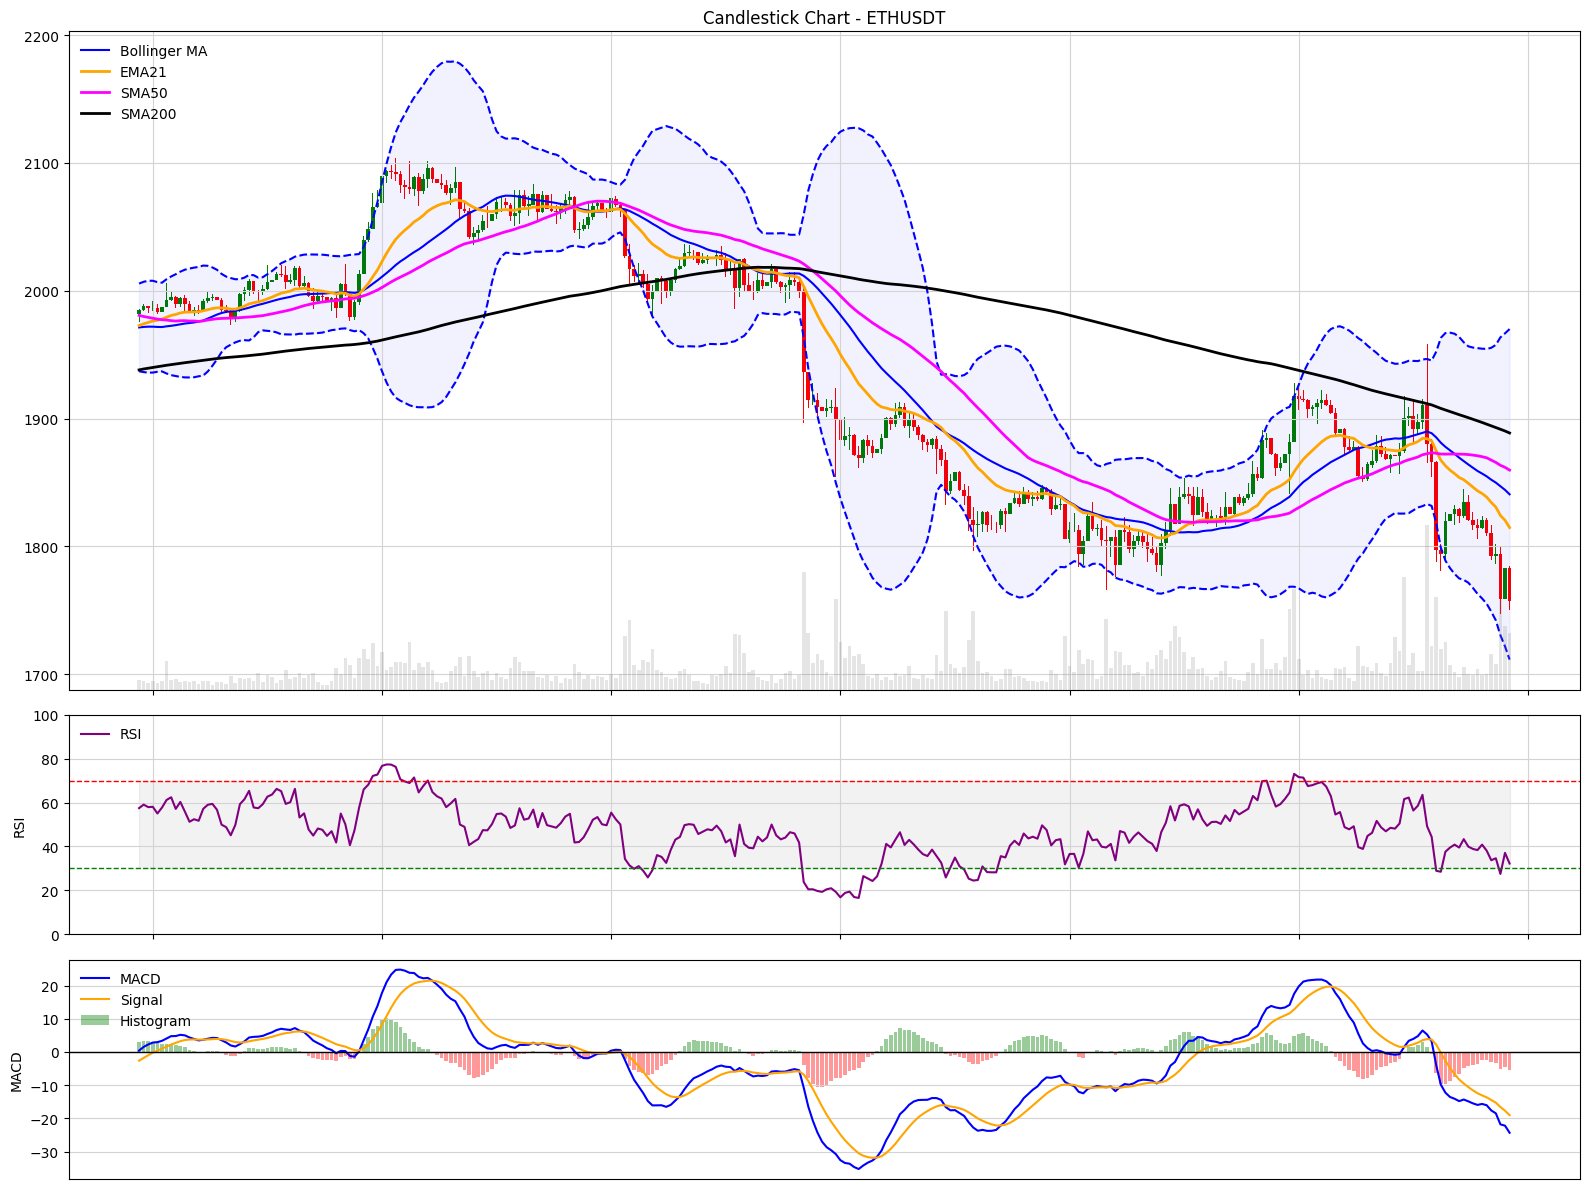 Candlestick Chart - ETHUSDT
2200
2100
2000
1900
1800
1700
Bollinger MA
EMA21
SMA50
SMA200
100
80
60
40
20
0
RSI
RSI
20
10
0
−10
−20
−30
MACD
MACD
Signal
Histogram